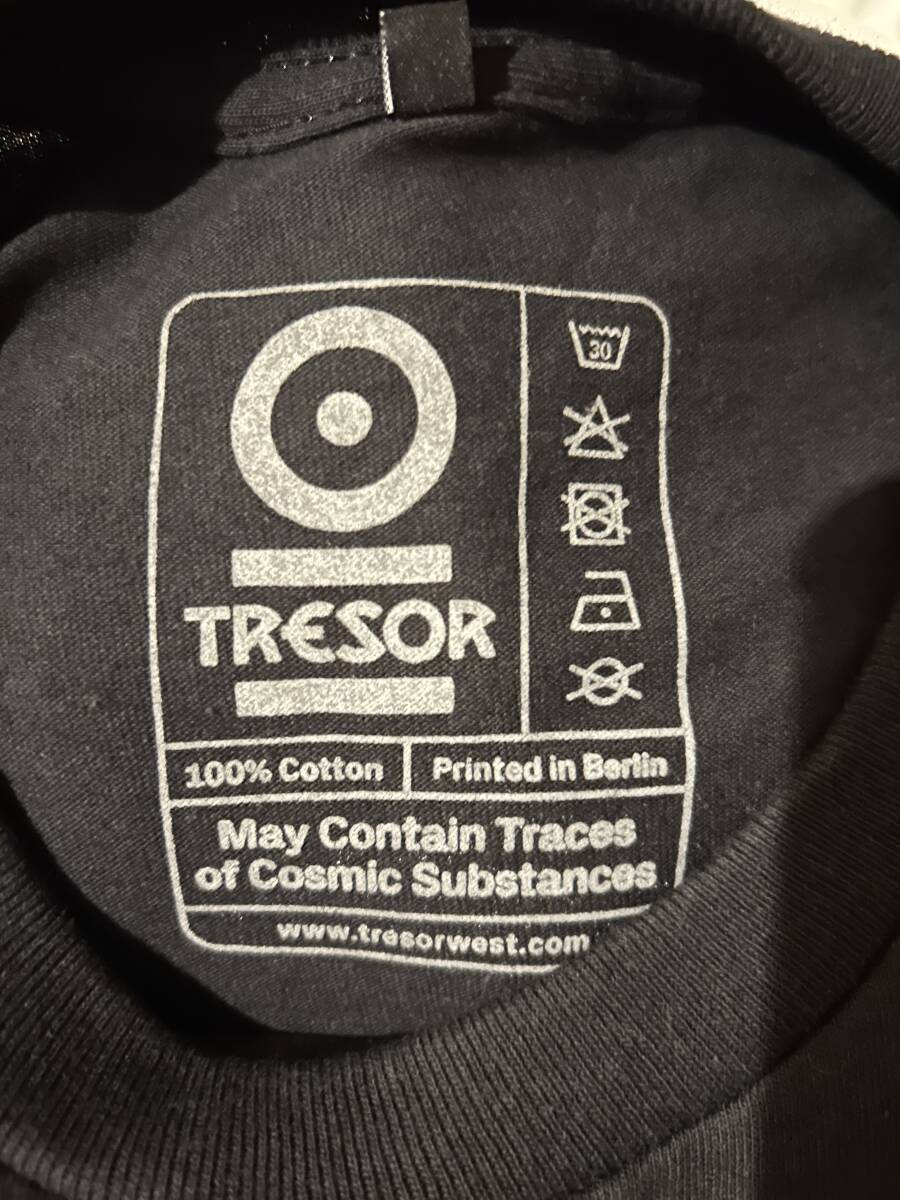 30
TRESOR
100% Cotton
Printed in Berlin
May Contain Traces
of Cosmic Substances
www.tresorwest.com